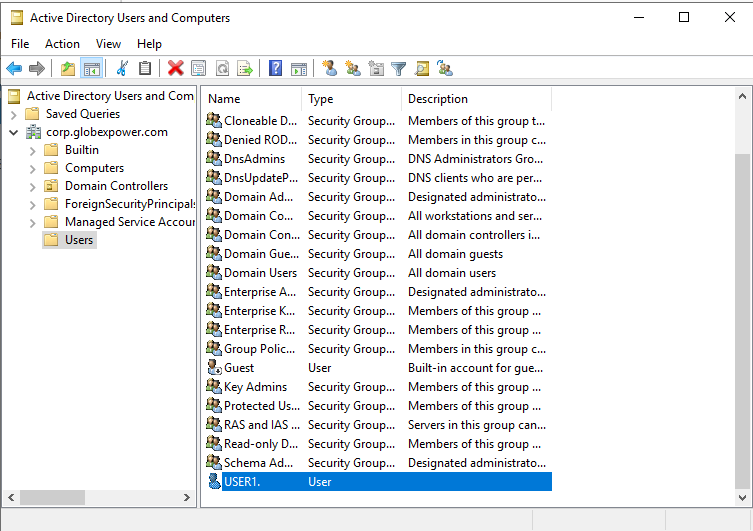 Active Directory Users and Computers
File Action View Help
Active Directory Users and Com
Saved Queries
corp.globexpower.com
Builtin
Computers
Domain Controllers
ForeignSecurityPrincipals
Managed Service Accour
Users
Name Type Description
Cloneable D... Security Group... Members of this group t...
Denied ROD... Security Group... Members in this group c...
DnsAdmins Security Group... DNS Administrators Gro...
DnsUpdateP... Security Group... DNS clients who are per...
Domain Ad... Security Group... Designated administrato...
Domain Co... Security Group... All workstations and ser...
Domain Con... Security Group... All domain controllers i...
Domain Gue... Security Group... All domain guests
Domain Users Security Group... All domain users
Enterprise A... Security Group... Designated administrato...
Enterprise K... Security Group... Members of this group ...
Enterprise R... Security Group... Members of this group ...
Group Polic... Security Group... Members in this group c...
Guest User Built-in account for gue...
Key Admins Security Group... Members of this group ...
Protected Us... Security Group... Members of this group ...
RAS and IAS ... Security Group... Servers in this group can...
Read-only D... Security Group... Members of this group ...
Schema Ad... Security Group... Designated administrato...
USER1. User